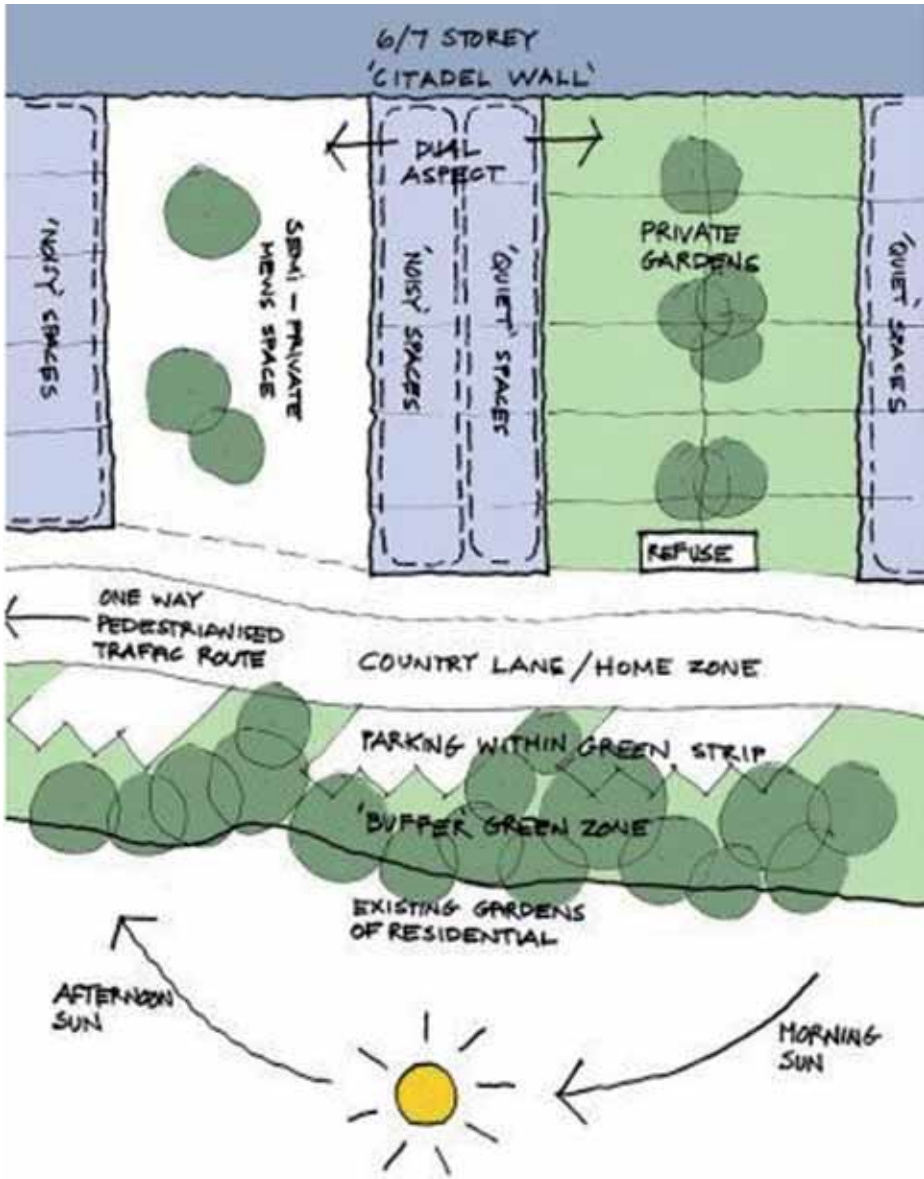 6/7 STOREY
'CITADEL WALL'
DUAL
ASPECT
'NOISY' SPACES
SEMI-PRIVATE
MEWS SPACE
'NOISY' SPACES
'QUIET' SPACES
PRIVATE
GARDENS
'QUIET' SPACES
REFUSE
ONE WAY
PEDESTRIANISED
TRAFFIC ROUTE
COUNTRY LANE / HOME ZONE
PARKING WITHIN GREEN STRIP
'BUFFER' GREEN ZONE
EXISTING GARDENS
OF RESIDENTIAL
AFTERNOON
SUN
MORNING
SUN